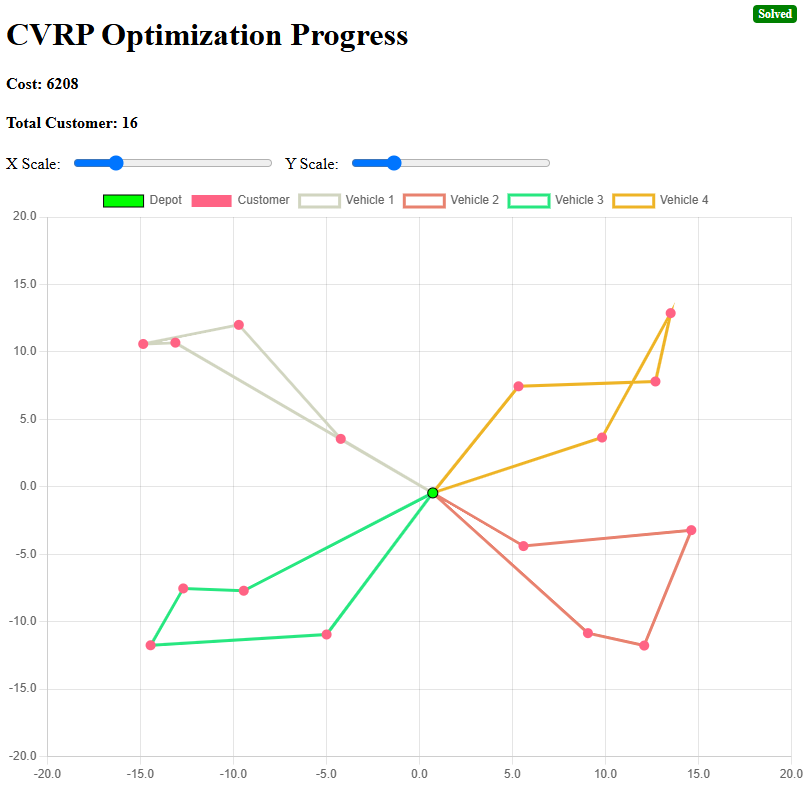 Solved
CVRP Optimization Progress
Cost: 6208
Total Customer: 16
X Scale: Y Scale:
Depot Customer Vehicle 1 Vehicle 2 Vehicle 3 Vehicle 4
20.0
15.0
10.0
5.0
0.0
-5.0
-10.0
-15.0
-20.0
-20.0 -15.0 -10.0 -5.0 0.0 5.0 10.0 15.0 20.0